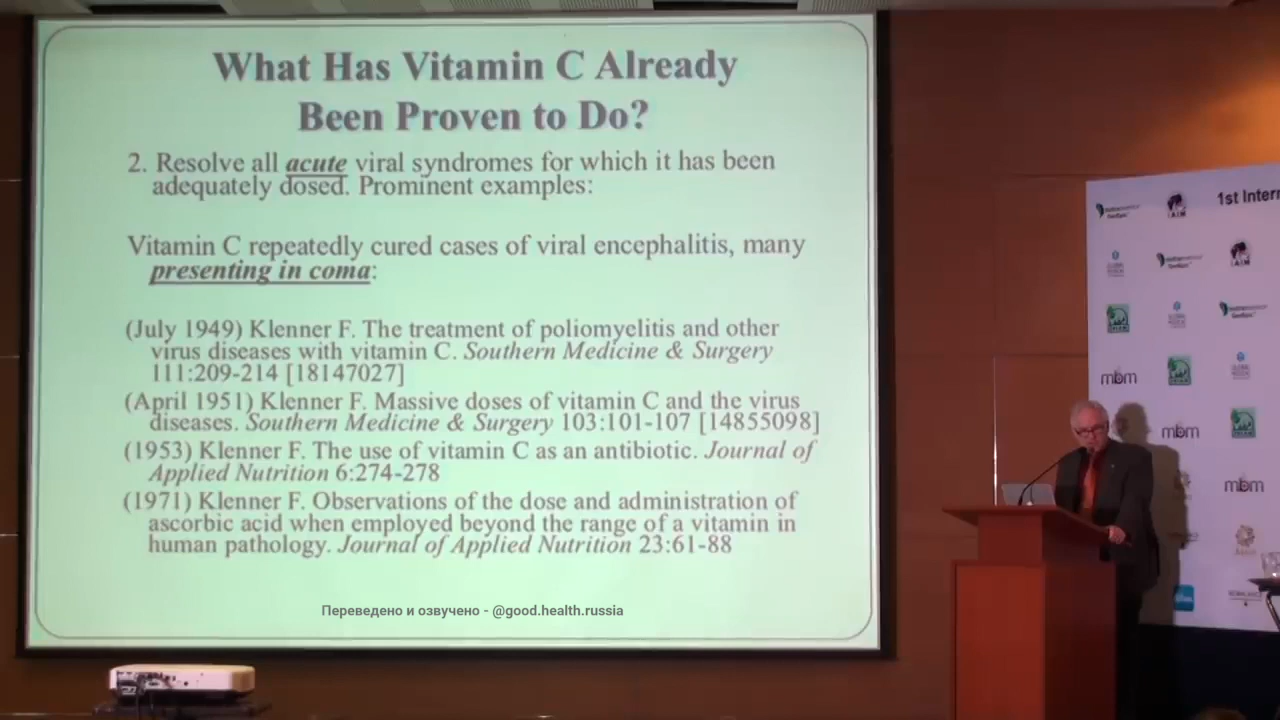 What Has Vitamin C Already
Been Proven to Do?
2. Resolve all acute viral syndromes for which it has been
adequately dosed. Prominent examples:
Vitamin C repeatedly cured cases of viral encephalitis, many
presenting in coma:
(July 1949) Klenner F. The treatment of poliomyelitis and other
virus diseases with vitamin C. Southern Medicine & Surgery
111:209-214 [18147027]
(April 1951) Klenner F. Massive doses of vitamin C and the virus
diseases. Southern Medicine & Surgery 103:101-107 [14855098]
(1953) Klenner F. The use of vitamin C as an antibiotic. Journal of
Applied Nutrition 6:274-278
(1971) Klenner F. Observations of the dose and administration of
ascorbic acid when employed beyond the range of a vitamin in
human pathology. Journal of Applied Nutrition 23:61-88
Переведено и озвучено - @good.health.russia
1st Intern
mbm
mbm
mbm